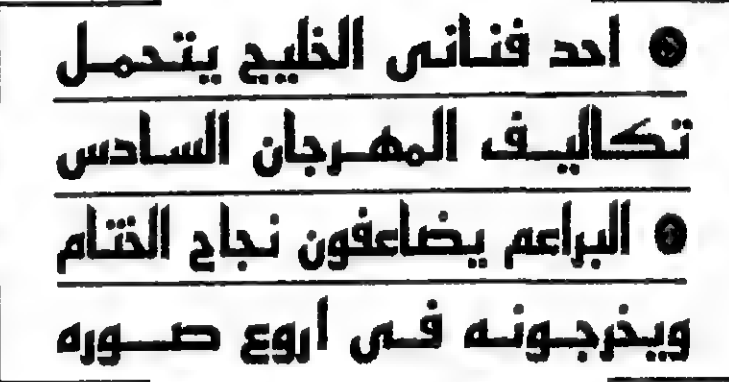 احد فنانى الخليج يتحمل
تكاليف المهرجان السادس
البراعم يضاعفون نجاح الختام
ويخرجونه فى اروع صوره